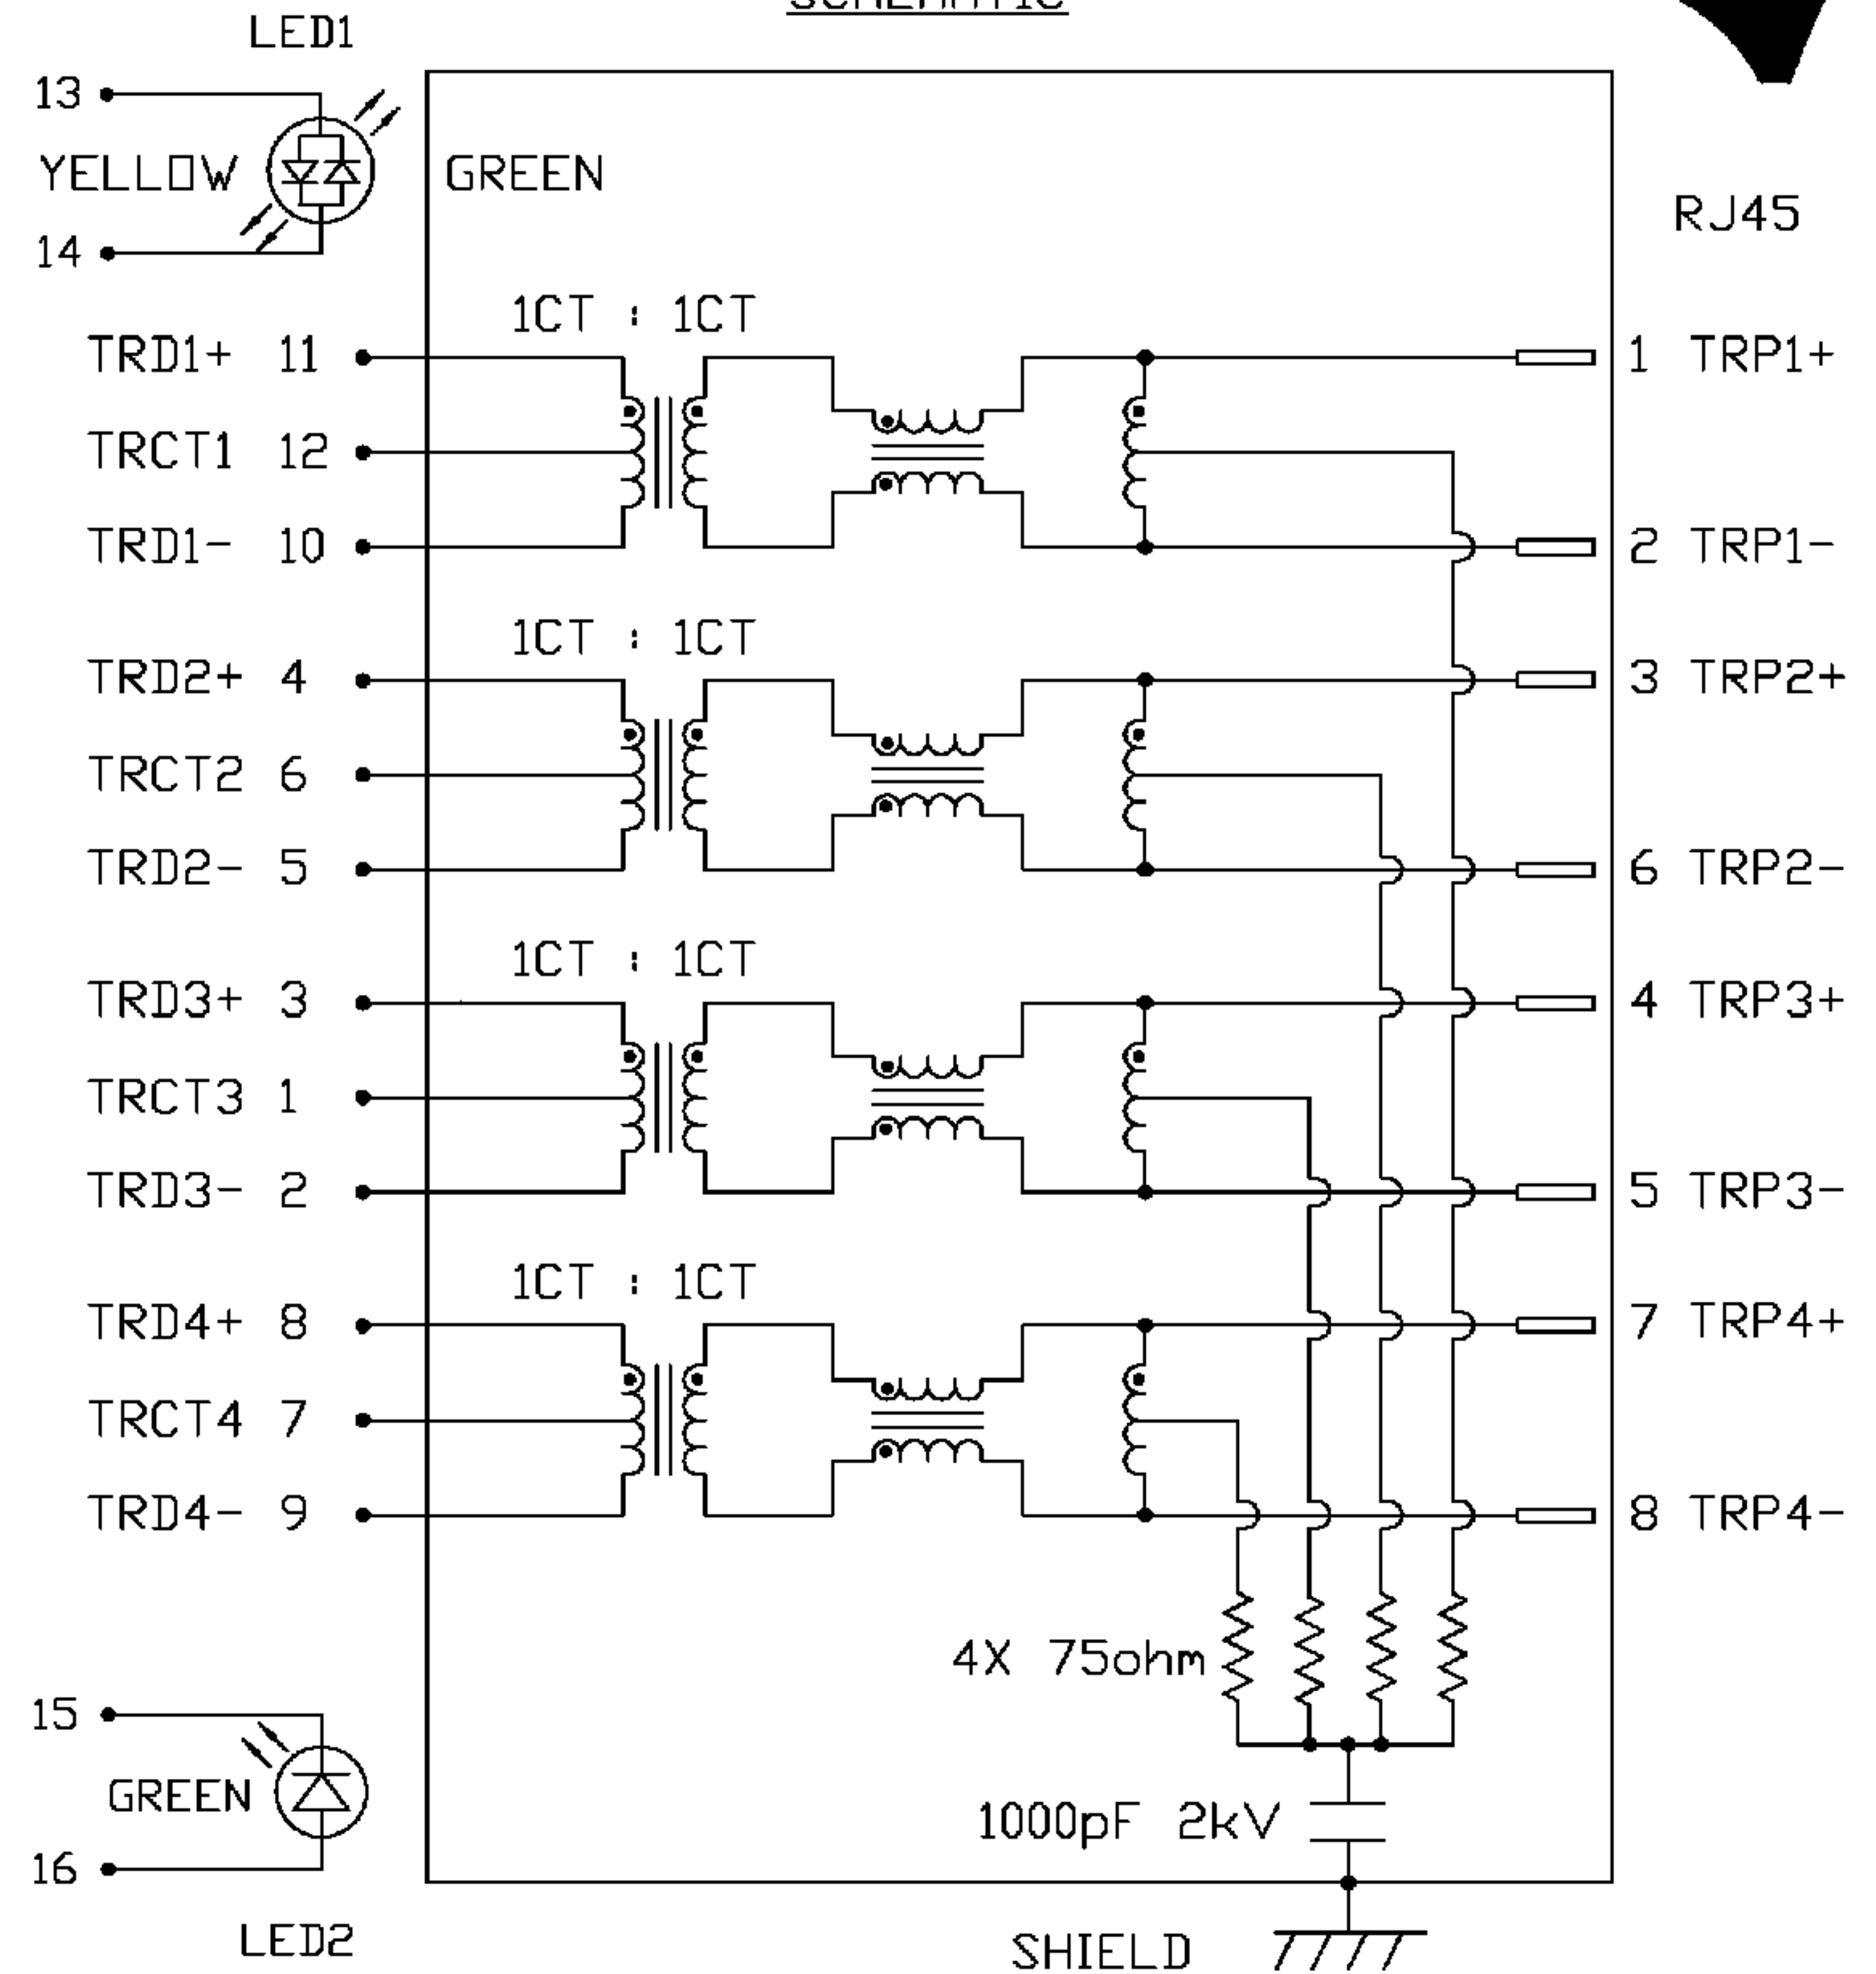 SCHEMATIC
LED1
13
YELLOW
GREEN
14
RJ45
1CT : 1CT
TRD1+ 11
1 TRP1+
TRCT1 12
TRD1- 10
2 TRP1-
1CT : 1CT
TRD2+ 4
3 TRP2+
TRCT2 6
TRD2- 5
6 TRP2-
1CT : 1CT
TRD3+ 3
4 TRP3+
TRCT3 1
TRD3- 2
5 TRP3-
1CT : 1CT
TRD4+ 8
7 TRP4+
TRCT4 7
TRD4- 9
8 TRP4-
4X 75ohm
15
GREEN
1000pF 2kV
16
LED2
SHIELD